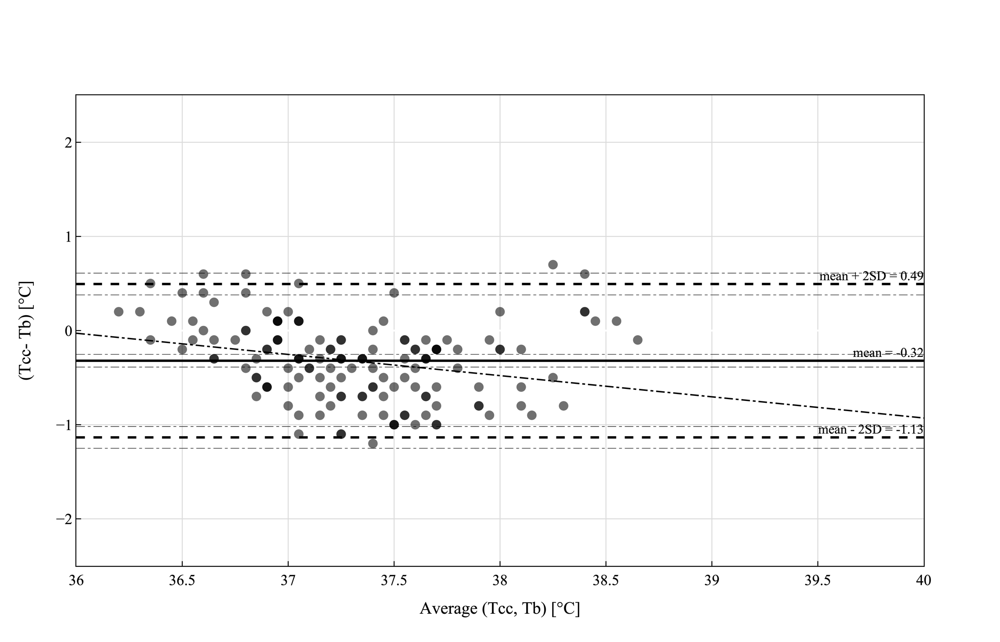 2
1
0
−1
−2
(Tcc- Tb) [°C]
mean + 2SD = 0.49
mean = -0.32
mean - 2SD = -1.13
36 36.5 37 37.5 38 38.5 39 39.5 40
Average (Tcc, Tb) [°C]